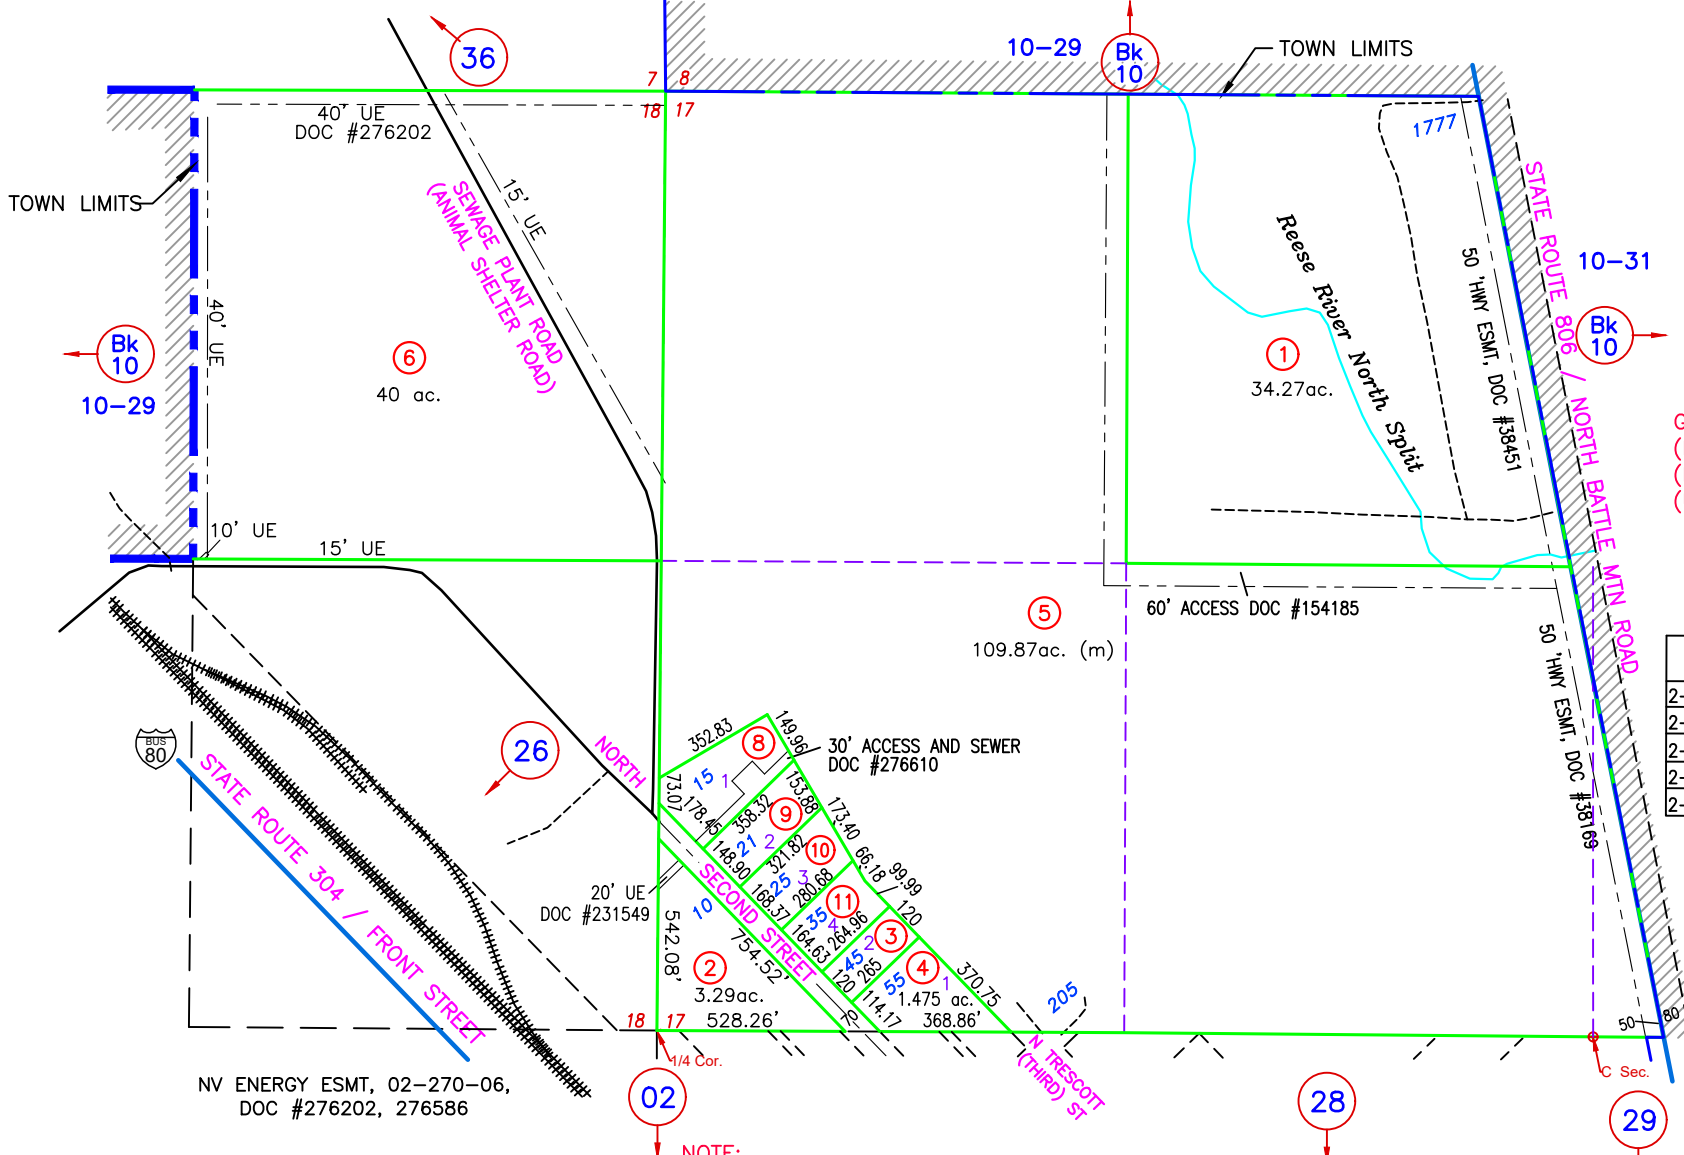 36
10-29
Bk
10
TOWN LIMITS
7
8
18
17
40' UE
DOC #276202
1777
TOWN LIMITS
15' UE
SEWAGE PLANT ROAD
(ANIMAL SHELTER ROAD)
Reese River North Split
50 'HWY ESMT, DOC #38451
STATE ROUTE 806 / NORTH BATTLE MTN ROAD
10-31
Bk
10
40' UE
Bk
10
10-29
6
40 ac.
1
34.27ac.
G
(
(
(
10' UE
15' UE
60' ACCESS DOC #154185
5
109.87ac. (m)
50 'HWY ESMT, DOC #38169
2-
2-
2-
2-
2-
BUS
80
STATE ROUTE 304 / FRONT STREET
26
NORTH
SECOND STREET
352.83
149.96
8
15
1
73.07
178.45
30' ACCESS AND SEWER
DOC #276610
358.32
153.88
9
21
2
148.90
321.82
173.40
10
25
3
168.37
280.68
66.18
99.99
11
35
4
164.63
264.96
120
3
45
2
120
265
4
55
1
1.475 ac.
114.17
370.75
368.86'
20' UE
DOC #231549
10
542.08'
754.52'
2
3.29ac.
528.26'
70
205
N TRESCOTT
(THIRD) ST
18
17
1/4 Cor.
50
80
C Sec.
NV ENERGY ESMT, 02-270-06,
DOC #276202, 276586
02
28
29
NOTE: